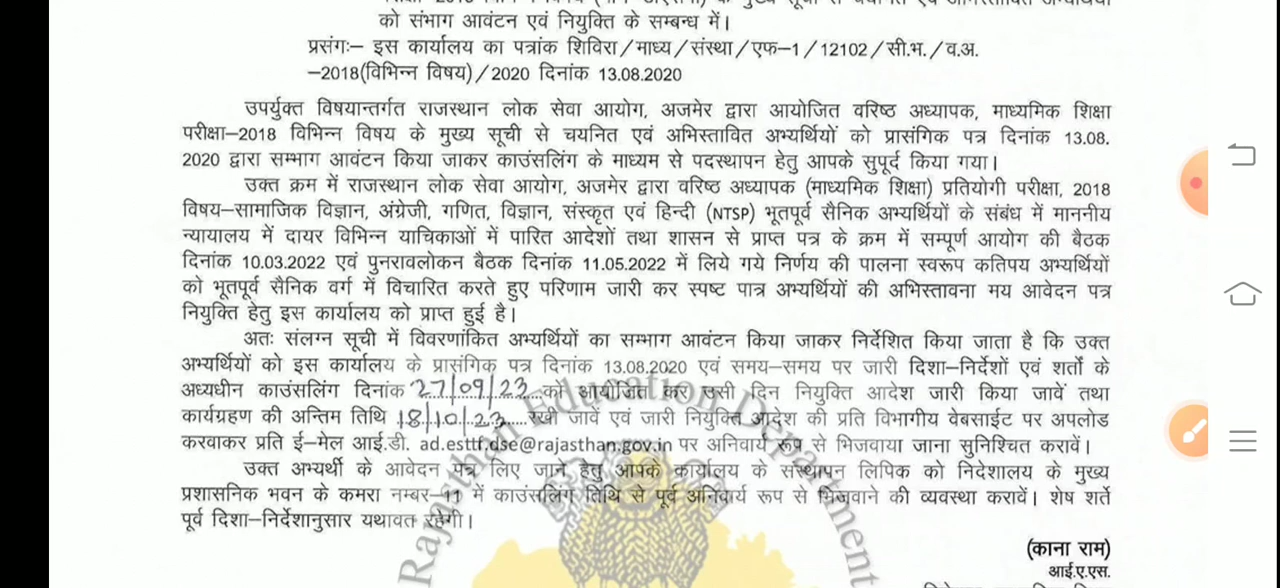 को संभाग आवंटन एवं नियुक्ति के सम्बन्ध में।
प्रसंगः– इस कार्यालय का पत्रांक शिविरा/माध्य/संस्था/एफ–1/12102/सी.भ./व.अ.
–2018(विभिन्न विषय)/2020 दिनांक 13.08.2020
उपर्युक्त विषयान्तर्गत राजस्थान लोक सेवा आयोग, अजमेर द्वारा आयोजित वरिष्ठ अध्यापक, माध्यमिक शिक्षा
परीक्षा–2018 विभिन्न विषय के मुख्य सूची से चयनित एवं अभिस्तावित अभ्यर्थियों को प्रासंगिक पत्र दिनांक 13.08.
2020 द्वारा सम्भाग आवंटन किया जाकर काउंसलिंग के माध्यम से पदस्थापन हेतु आपके सुपूर्द किया गया।
उक्त क्रम में राजस्थान लोक सेवा आयोग, अजमेर द्वारा वरिष्ठ अध्यापक (माध्यमिक शिक्षा) प्रतियोगी परीक्षा, 2018
विषय–सामाजिक विज्ञान, अंग्रेजी, गणित, विज्ञान, संस्कृत एवं हिन्दी (NTSP) भूतपूर्व सैनिक अभ्यर्थियों के संबंध में माननीय
न्यायालय में दायर विभिन्न याचिकाओं में पारित आदेशों तथा शासन से प्राप्त पत्र के क्रम में सम्पूर्ण आयोग की बैठक
दिनांक 10.03.2022 एवं पुनरावलोकन बैठक दिनांक 11.05.2022 में लिये गये निर्णय की पालना स्वरूप कतिपय अभ्यर्थियों
को भूतपूर्व सैनिक वर्ग में विचारित करते हुए परिणाम जारी कर स्पष्ट पात्र अभ्यर्थियों की अभिस्तावना मय आवेदन पत्र
नियुक्ति हेतु इस कार्यालय को प्राप्त हुई है।
अतः संलग्न सूची में विवरणांकित अभ्यर्थियों का सम्भाग आवंटन किया जाकर निर्देशित किया जाता है कि उक्त
अभ्यर्थियों को इस कार्यालय के प्रासंगिक पत्र दिनांक 13.08.2020 एवं समय–समय पर जारी दिशा–निर्देशों एवं शर्तो के
अध्यधीन काउंसलिंग दिनांक 27/09/23 को आयोजित कर उसी दिन नियुक्ति आदेश जारी किया जावें तथा
कार्यग्रहण की अन्तिम तिथि 18/10/23 रखी जावें एवं जारी नियुक्ति आदेश की प्रति विभागीय वेबसाईट पर अपलोड
करवाकर प्रति ई–मेल आई.डी. ad.esttf.dse@rajasthan.gov.in पर अनिवार्य रूप से भिजवाया जाना सुनिश्चित करावें।
उक्त अभ्यर्थी के आवेदन पत्र लिए जाने हेतु आपके कार्यालय के संस्थापन लिपिक को निदेशालय के मुख्य
प्रशासनिक भवन के कमरा नम्बर–11 में काउंसलिंग तिथि से पूर्व अनिवार्य रूप से भिजवाने की व्यवस्था करावें। शेष शर्ते
पूर्व दिशा–निर्देशानुसार यथावत रहेगी।
Rajasthan Education Department
(काना राम)
आई.ए.एस.